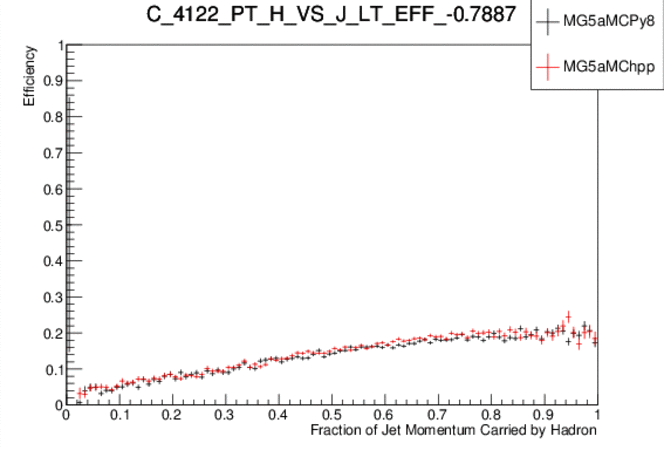 C_4122_PT_H_VS_J_LT_EFF_-0.7887
MG5aMCPy8
MG5aMChpp
Efficiency
1
0.9
0.8
0.7
0.6
0.5
0.4
0.3
0.2
0.1
0
0 0.1 0.2 0.3 0.4 0.5 0.6 0.7 0.8 0.9 1
Fraction of Jet Momentum Carried by Hadron